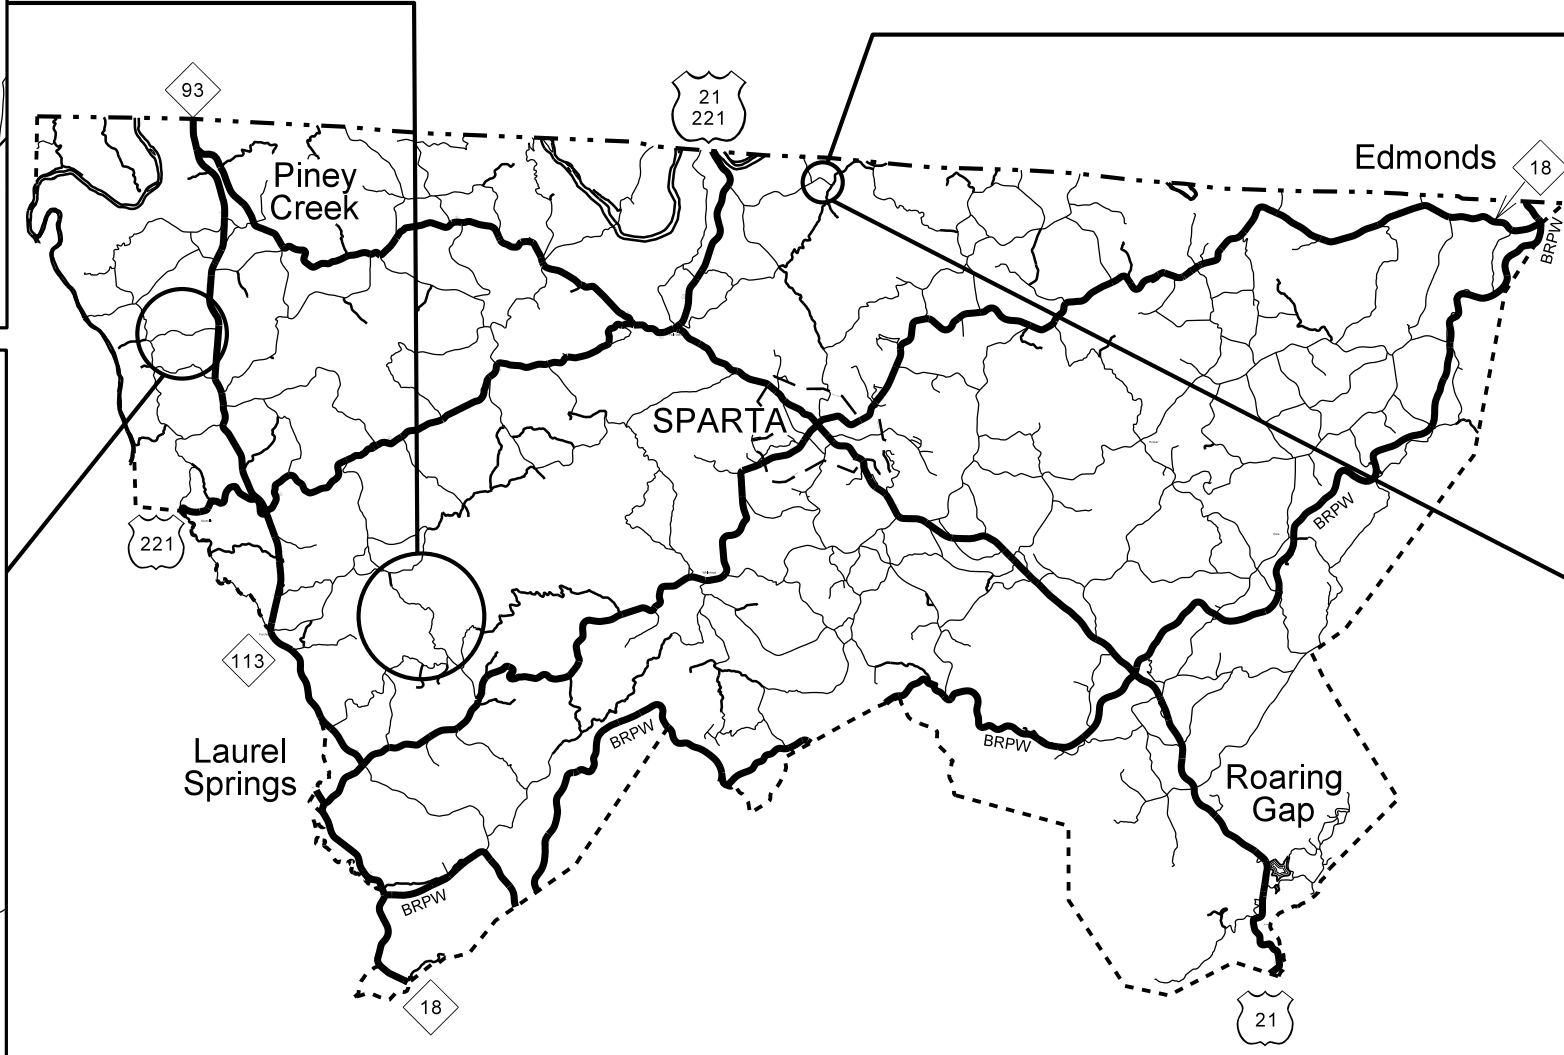 93
21
221
Edmonds
18
Piney
Creek
BRPW
SPARTA
BRPW
221
113
BRPW
BRPW
Laurel
Springs
Roaring
Gap
BRPW
18
21